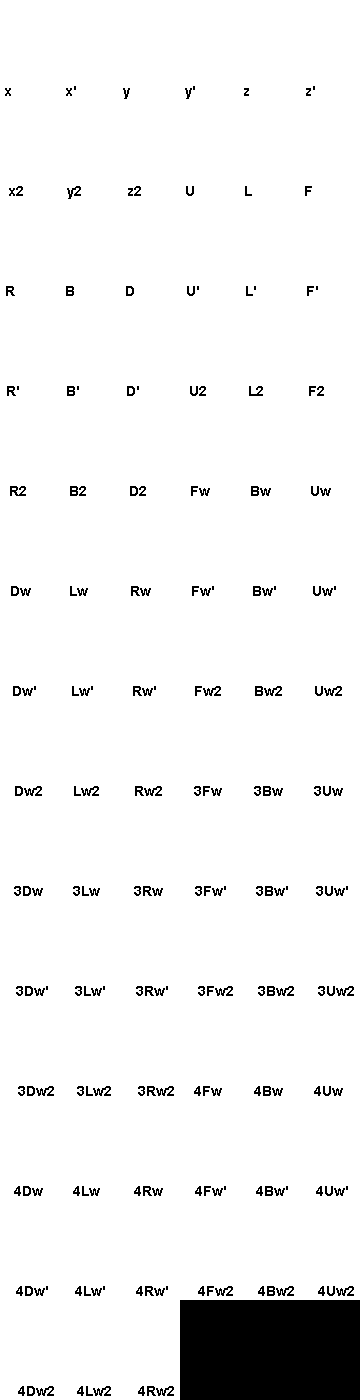 x x' y y' z z'
x2 y2 z2 U L F
R B D U' L' F'
R' B' D' U2 L2 F2
R2 B2 D2 Fw Bw Uw
Dw Lw Rw Fw' Bw' Uw'
Dw' Lw' Rw' Fw2 Bw2 Uw2
Dw2 Lw2 Rw2 3Fw 3Bw 3Uw
3Dw 3Lw 3Rw 3Fw' 3Bw' 3Uw'
3Dw' 3Lw' 3Rw' 3Fw2 3Bw2 3Uw2
3Dw2 3Lw2 3Rw2 4Fw 4Bw 4Uw
4Dw 4Lw 4Rw 4Fw' 4Bw' 4Uw'
4Dw' 4Lw' 4Rw' 4Fw2 4Bw2 4Uw2
4Dw2 4Lw2 4Rw2